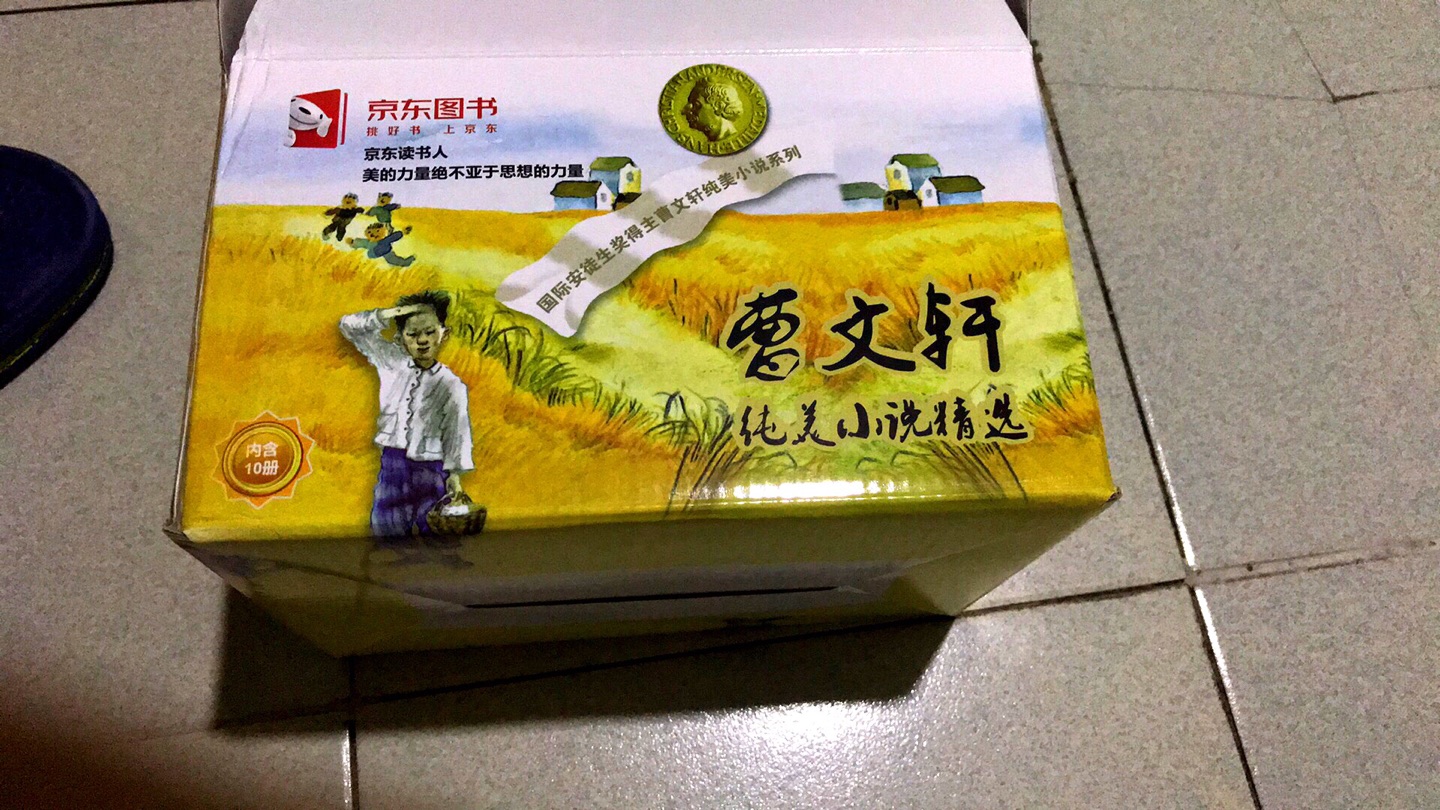 京东图书
挑好书 上京东
京东读书人
美的力量绝不亚于思想的力量
国际安徒生奖得主曹文轩纯美小说系列
曹文轩
纯美小说精选
内含
10册